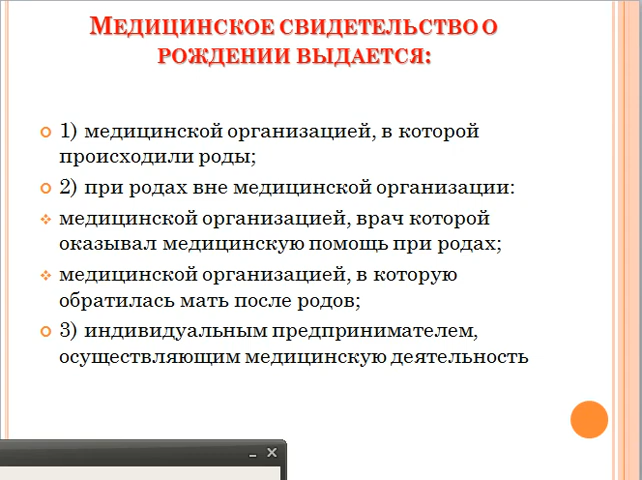 Медицинское свидетельство о
рождении выдается:
1) медицинской организацией, в которой
происходили роды;
2) при родах вне медицинской организации:
медицинской организацией, врач которой
оказывал медицинскую помощь при родах;
медицинской организацией, в которую
обратилась мать после родов;
3) индивидуальным предпринимателем,
осуществляющим медицинскую деятельность